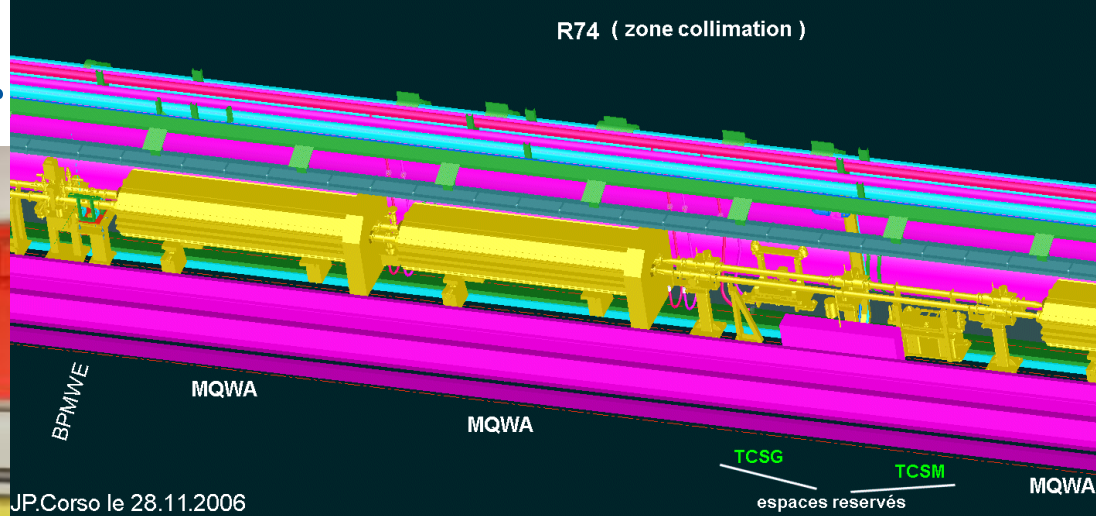 R74 ( zone collimation )
BPMWE
MQWA
MQWA
TCSG
TCSM
MQWA
espaces reservés
JP.Corso le 28.11.2006